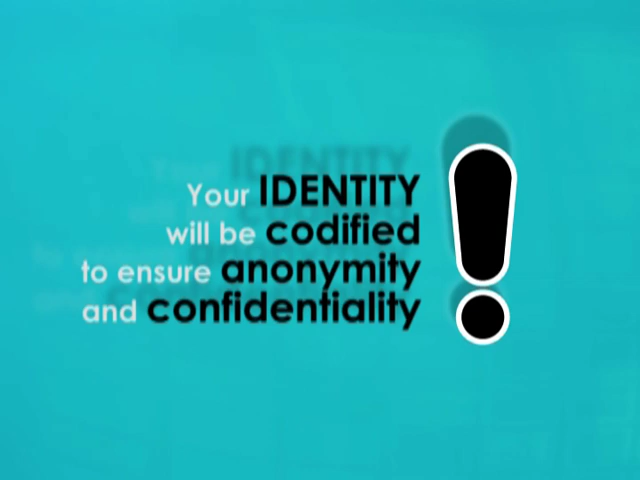 Your IDENTITY
will be codified
to ensure anonymity
and confidentiality
!